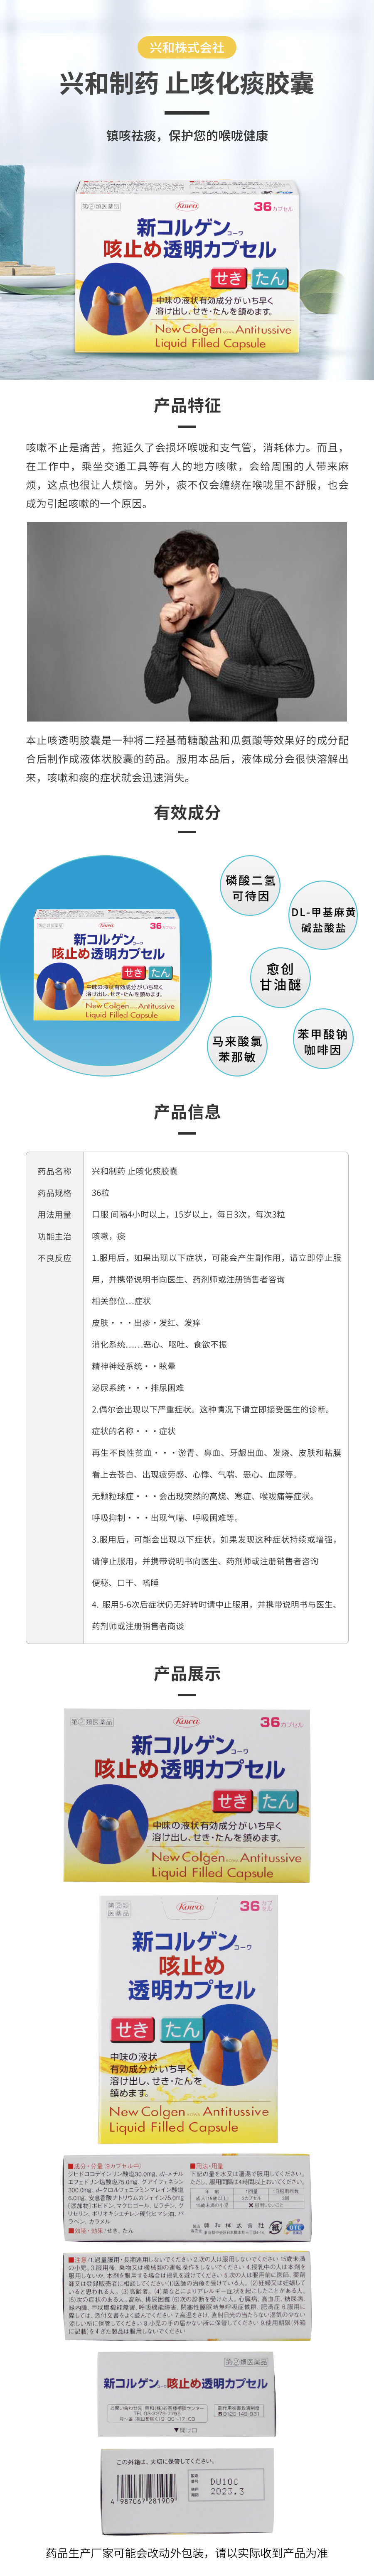 兴和株式会社
兴和制药 止咳化痰胶囊
镇咳祛痰，保护您的喉咙健康
指②類医薬品
Kowa
36カプセル
新コルゲンコーワ
咳止め透明カプセル
せき たん
中味の液状有効成分がいち早く
溶け出し、せき・たんを鎮めます。
New Colgen Antitussive
Liquid Filled Capsule
产品特征
咳嗽不止是痛苦，拖延久了会损坏喉咙和支气管，消耗体力。而且，
在工作中，乘坐交通工具等有人的地方咳嗽，会给周围的人带来麻
烦，这点也很让人烦恼。另外，痰不仅会缠绕在喉咙里不舒服，也会
成为引起咳嗽的一个原因。
本止咳透明胶囊是一种将二羟基葡糖酸盐和瓜氨酸等效果好的成分配
合后制作成液体状胶囊的药品。服用本品后，液体成分会很快溶解出
来，咳嗽和痰的症状就会迅速消失。
有效成分
磷酸二氢
可待因
DL-甲基麻黄
碱盐酸盐
愈创
甘油醚
马来酸氯
苯那敏
苯甲酸钠
咖啡因
指②類医薬品
Kowa
36カプセル
新コルゲンコーワ
咳止め透明カプセル
せき たん
中味の液状有効成分がいち早く
溶け出し、せき・たんを鎮めます。
New Colgen Antitussive
Liquid Filled Capsule
产品信息
药品名称 兴和制药 止咳化痰胶囊
药品规格 36粒
用法用量 口服 间隔4小时以上，15岁以上，每日3次，每次3粒
功能主治 咳嗽，痰
不良反应 1.服用后，如果出现以下症状，可能会产生副作用，请立即停止服
用，并携带说明书向医生、药剂师或注册销售者咨询
相关部位...症状
皮肤・・・出疹・发红、发痒
消化系统……恶心、呕吐、食欲不振
精神神经系统・・眩晕
泌尿系统・・・排尿困难
2.偶尔会出现以下严重症状。这种情况下请立即接受医生的诊断。
症状的名称・・・症状
再生不良性贫血・・・淤青、鼻血、牙龈出血、发烧、皮肤和粘膜
看上去苍白、出现疲劳感、心悸、气喘、恶心、血尿等。
无颗粒球症・・・会出现突然的高烧、寒症、喉咙痛等症状。
呼吸抑制・・・出现气喘、呼吸困难等。
3.服用后，可能会出现以下症状，如果发现这种症状持续或增强，
请停止服用，并携带说明书向医生、药剂师或注册销售者咨询
便秘、口干、嗜睡
4. 服用5-6次后症状仍无好转时请中止服用，并携带说明书与医生、
药剂师或注册销售者商谈
产品展示
指②類医薬品
Kowa
36カプセル
新コルゲンコーワ
咳止め透明カプセル
せき たん
中味の液状有効成分がいち早く
溶け出し、せき・たんを鎮めます。
New Colgen Antitussive
Liquid Filled Capsule
指②類
医薬品
Kowa
36カプセル
新コルゲンコーワ
咳止め
透明カプセル
せき たん
中味の液状
有効成分がいち早く
溶け出し、せき・たんを
鎮めます。
New Colgen Antitussive
Liquid Filled Capsule
■成分・分量
■用法・用量
■効能・効果/せき、たん
指②類医薬品
新コルゲンコーワ咳止め透明カプセル
▼開け口
この外箱は、大切に保管してください。
4 987067 281909
DU10C
2023.3
药品生产厂家可能会改动外包装，请以实际收到产品为准